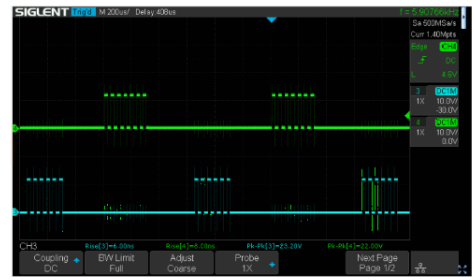 SIGLENT Trig'd M 200us/ Delay:408us f = 5.90766kHz
Sa 500MSa/s
Curr 1.40Mpts
Edge CH4
DC
L 4.8V
3 DC1M
1X 10.0V/
-30.0V
4 DC1M
1X 10.0V/
0.0V
CH3 Rise[3]=6.00ns Rise[4]=8.00ns Pk-Pk[3]=23.20V Pk-Pk[4]=22.00V
Coupling BW Limit Adjust Probe Next Page
DC Full Coarse 1X Page 1/2